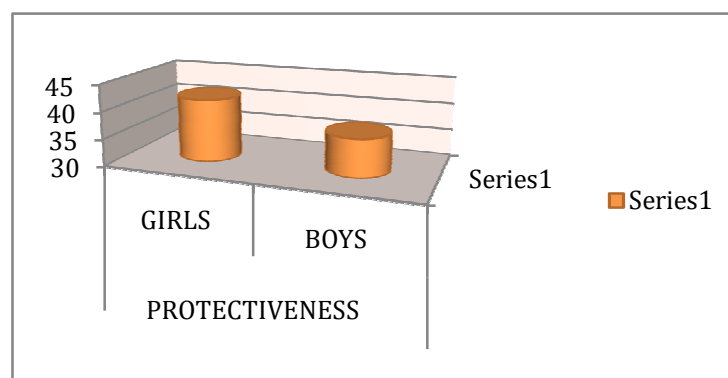 45
40
35
30
Series1
Series1
GIRLS
BOYS
PROTECTIVENESS